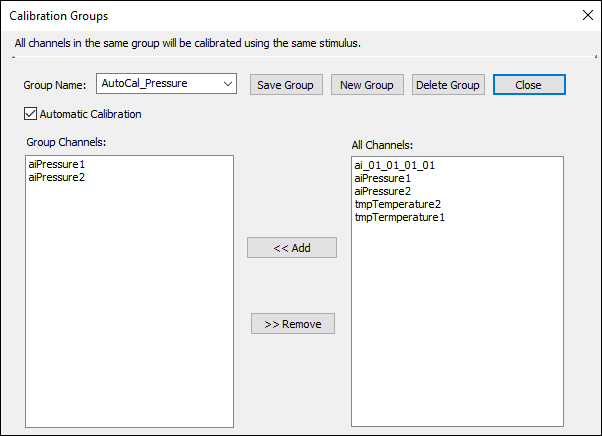 Calibration Groups
All channels in the same group will be calibrated using the same stimulus.
Group Name: AutoCal_Pressure Save Group New Group Delete Group Close
Automatic Calibration
Group Channels:
aiPressure1
aiPressure2
<< Add
>> Remove
All Channels:
ai_01_01_01_01
aiPressure1
aiPressure2
tmpTemperature2
tmpTermperature1